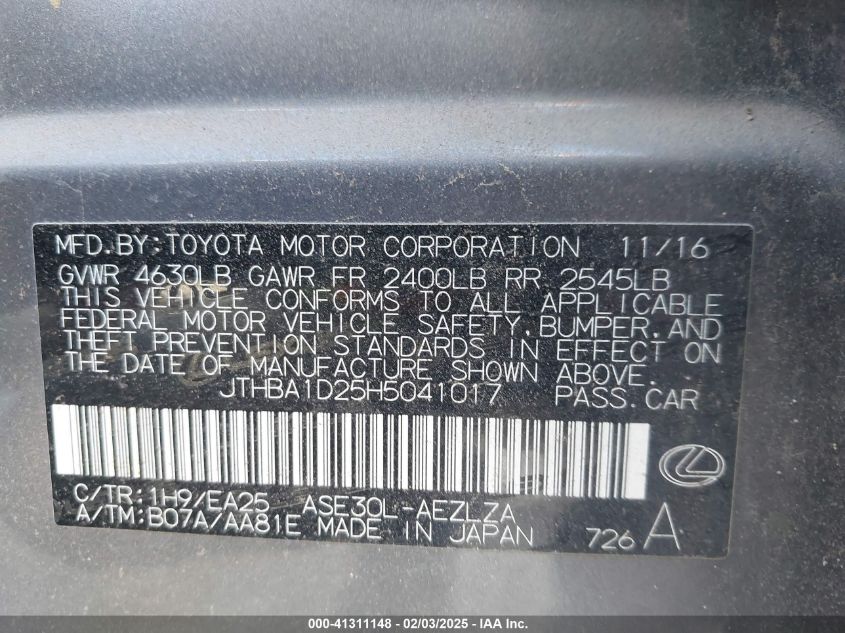 MFD.BY:TOYOTA MOTOR CORPORATION 11/16
GVWR 4630LB GAWR FR 2400LB RR 2545LB
THIS VEHICLE CONFORMS TO ALL APPLICABLE
FEDERAL MOTOR VEHICLE SAFETY,BUMPER,AND
THEFT PREVENTION STANDARDS IN EFFECT ON
THE DATE OF MANUFACTURE SHOWN ABOVE.
JTHBA1D25H5041017 PASS.CAR
C/TR:1H9/EA25 ASE30L-AEZLZA
A/TM:B07A/AA81E MADE IN JAPAN 726 A
000-41311148 - 02/03/2025 - IAA Inc.